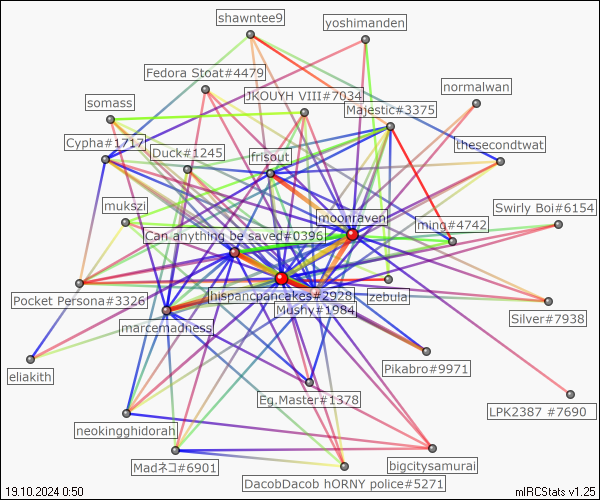 shawntee9
yoshimanden
Fedora Stoat#4479
JKOUYH VIII#7034
normalwan
somass
Majestic#3375
Cypha#1717
thesecondtwat
Duck#1245
frisout
mukszi
moonraven
Swirly Boi#6154
ming#4742
Can anything be saved#0396
Pocket Persona#3326
hispancpancakes#2928
zebula
Mushy#1984
Silver#7938
marcemadness
Pikabro#9971
eliakith
Eg.Master#1378
LPK2387 #7690
neokingghidorah
Madネコ#6901
bigcitysamurai
DacobDacob hORNY police#5271
19.10.2024 0:50
mIRCStats v1.25